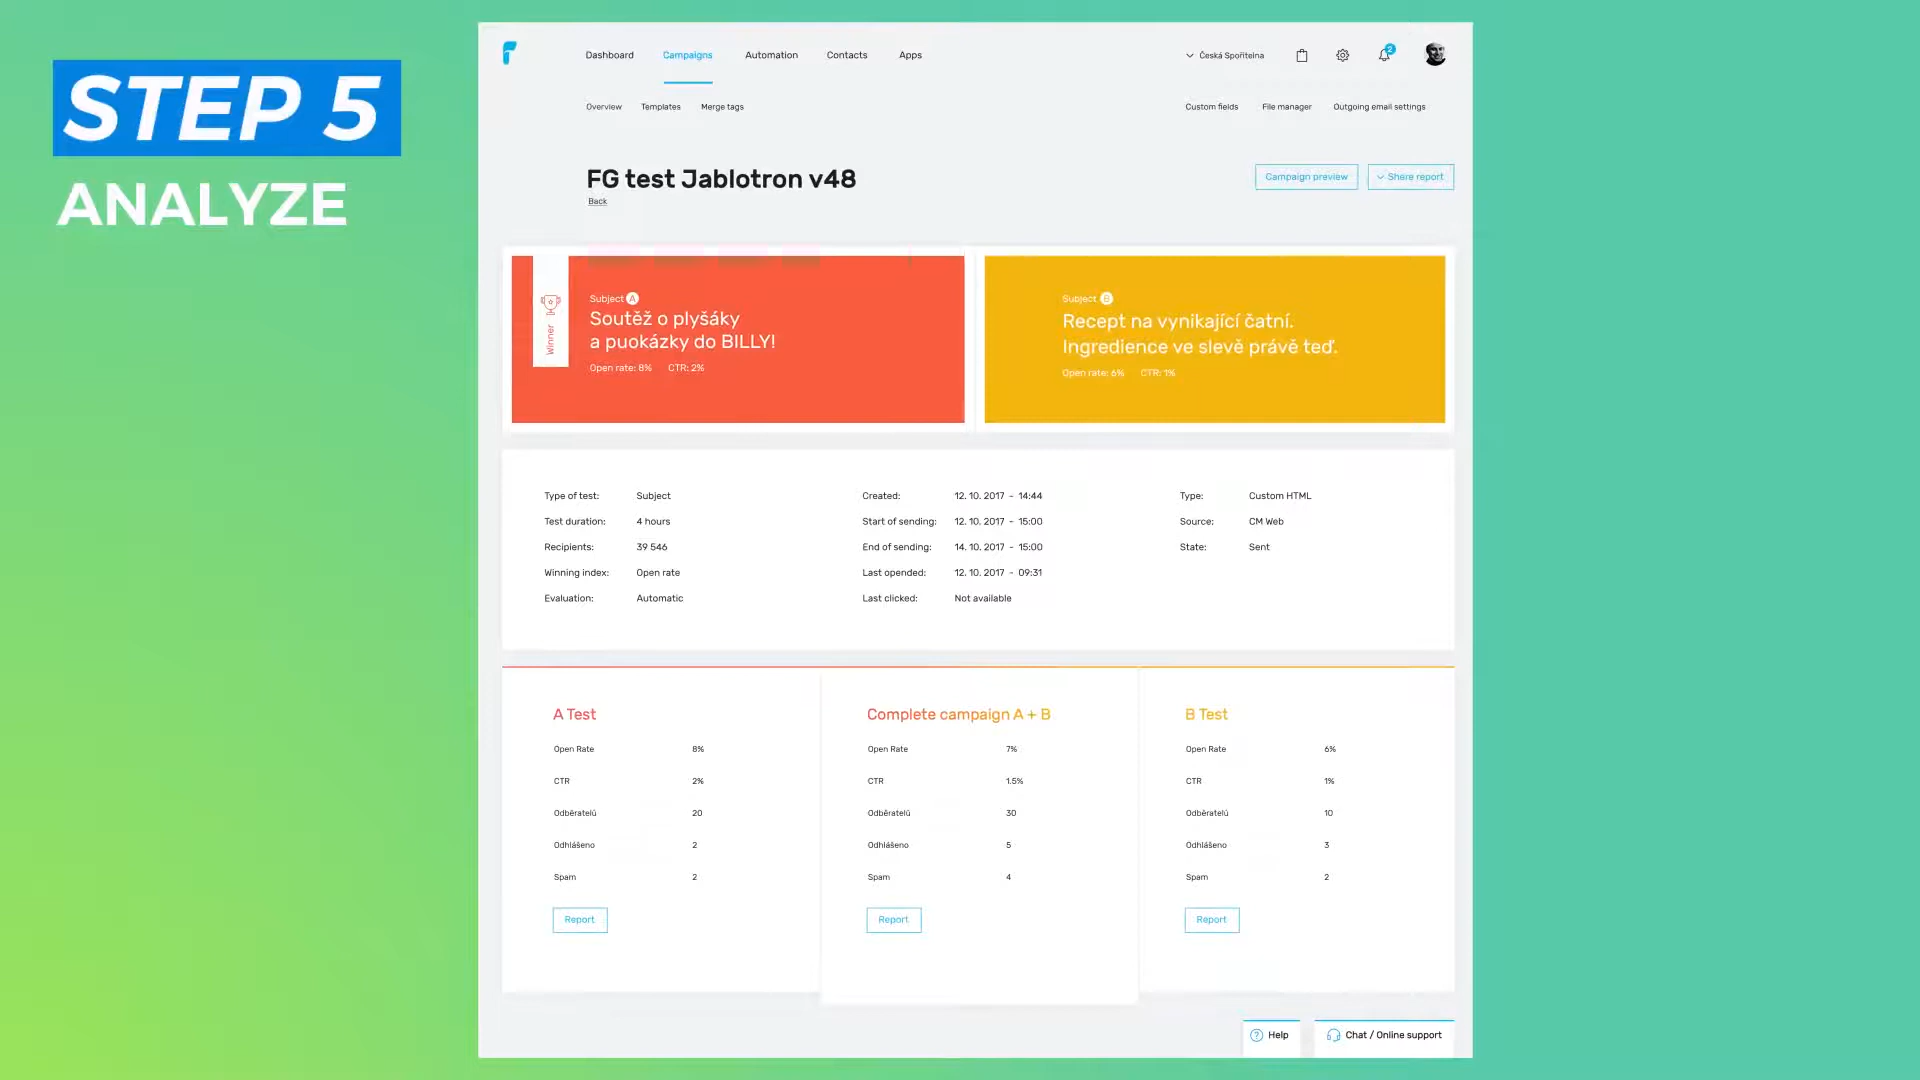 STEP 5
ANALYZE
Dashboard Campaigns Automation Contacts Apps Česká Spořitelna 2
Overview Templates Merge tags Custom fields File manager Outgoing email settings
FG test Jablotron v48
Back
Campaign preview Share report
Winner
Subject A
Soutěž o plyšáky
a puokázky do BILLY!
Open rate: 8% CTR: 2%
Subject B
Recept na vynikající čatní.
Ingredience ve slevě právě teď.
Open rate: 6% CTR: 1%
Type of test: Subject
Test duration: 4 hours
Recipients: 39 546
Winning index: Open rate
Evaluation: Automatic
Created: 12. 10. 2017 - 14:44
Start of sending: 12. 10. 2017 - 15:00
End of sending: 14. 10. 2017 - 15:00
Last opended: 12. 10. 2017 - 09:31
Last clicked: Not available
Type: Custom HTML
Source: CM Web
State: Sent
A Test
Open Rate 8%
CTR 2%
Odběratelů 20
Odhlášeno 2
Spam 2
Report
Complete campaign A + B
Open Rate 7%
CTR 1.5%
Odběratelů 30
Odhlášeno 5
Spam 4
Report
B Test
Open Rate 6%
CTR 1%
Odběratelů 10
Odhlášeno 3
Spam 2
Report
Help
Chat / Online support